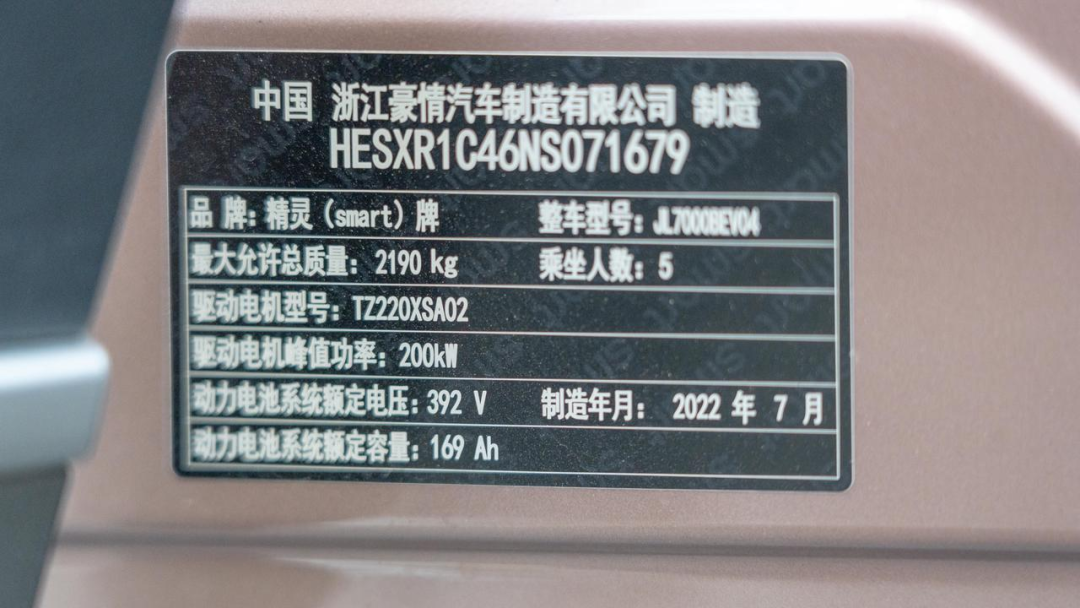 中国 浙江豪情汽车制造有限公司 制造
HESXR1C46NS071679
品 牌: 精灵 (smart) 牌 整车型号: JL7000BEV04
最大允许总质量: 2190 kg 乘坐人数: 5
驱动电机型号: TZ220XSA02
驱动电机峰值功率: 200kW
动力电池系统额定电压: 392 V 制造年月: 2022 年 7 月
动力电池系统额定容量: 169 Ah